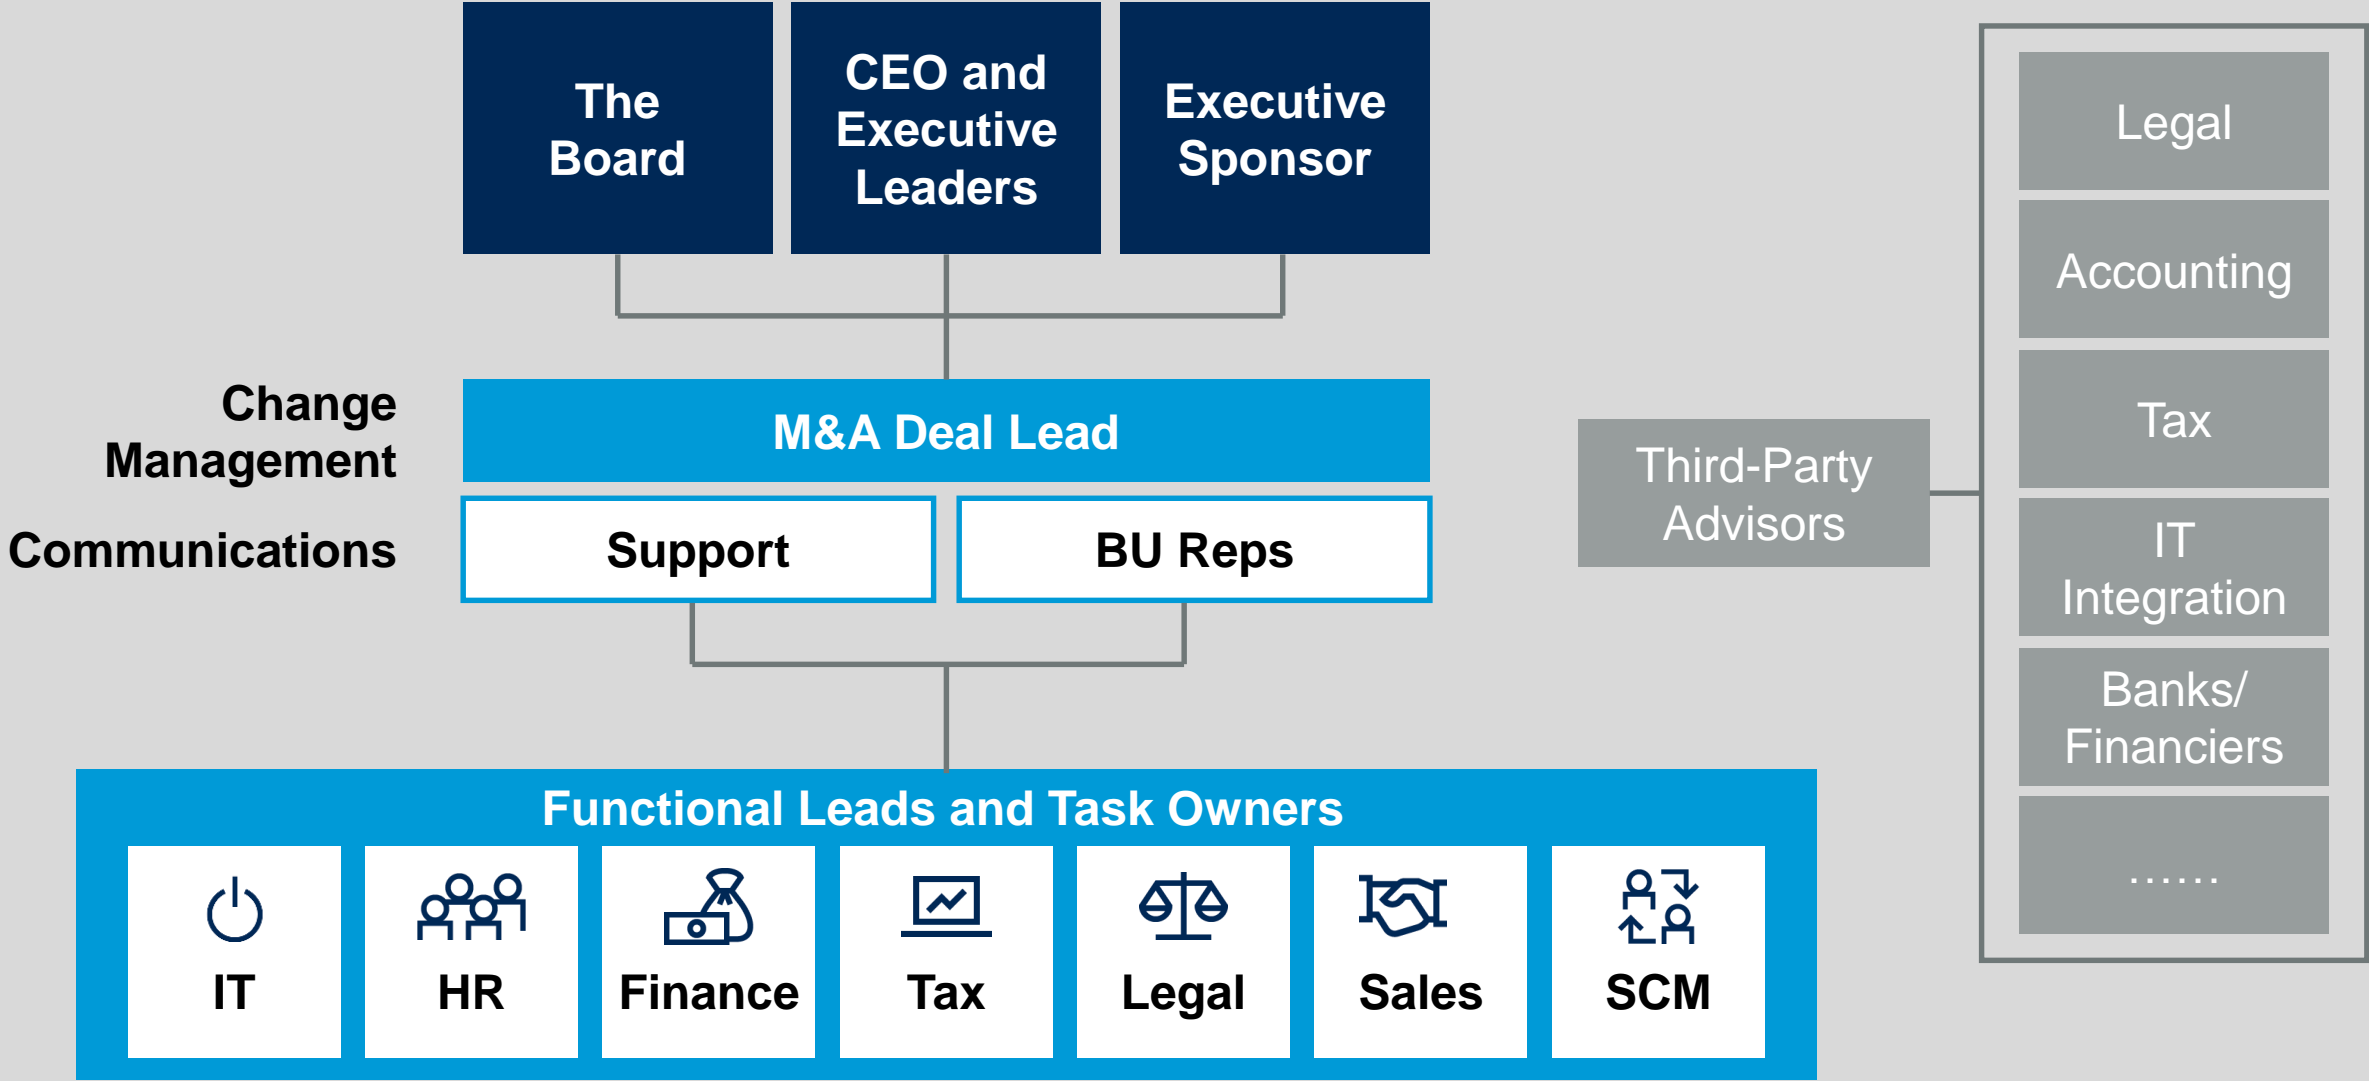 The
Board
CEO and
Executive
Leaders
Executive
Sponsor
Change
Management
M&A Deal Lead
Communications
Support
BU Reps
Functional Leads and Task Owners
IT
HR
Finance
Tax
Legal
Sales
SCM
Third-Party
Advisors
Legal
Accounting
Tax
IT
Integration
Banks/
Financiers
......